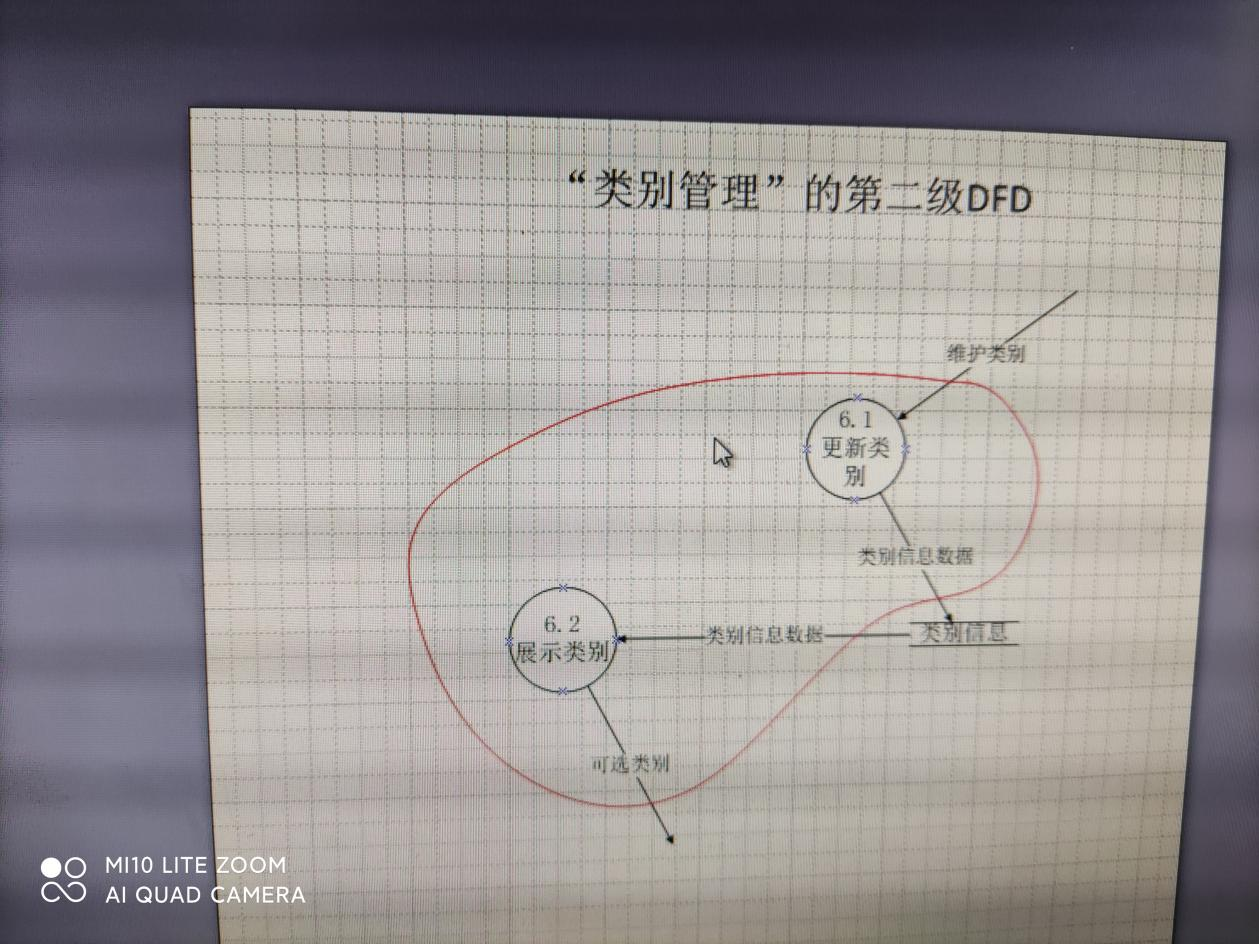 “类别管理”的第二级DFD
维护类别
6.1
更新类
别
类别信息数据
6.2
展示类别
类别信息数据
类别信息
可选类别
MI10 LITE ZOOM
AI QUAD CAMERA